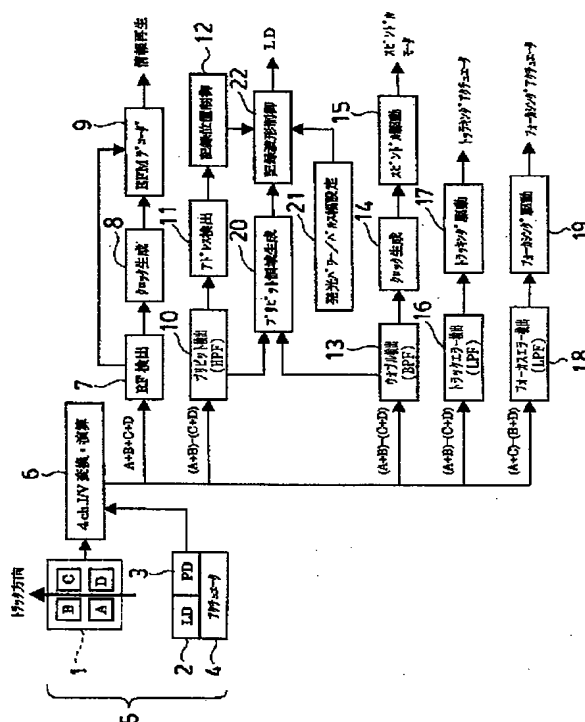 トラック方向
B
C
A
D
1
2
LD
PD
3
アクチュエータ
4
5
4ch.I/V変換・演算
6
A+B+C+D
RF検出
7
クロック生成
8
EFMデコーダ
9
情報再生
(A+B)-(C+D)
プリピット検出
(HPF)
10
アドレス検出
11
記録位置制御
12
プリピット領域生成
20
記録波形制御
22
LD
発光パワー/パルス幅設定
21
(A+B)-(C+D)
ウォブル検出
(BPF)
13
クロック生成
14
スピンドル駆動
15
スピンドル
モータ
(A+B)-(C+D)
トラックエラー検出
(LPF)
16
トラッキング駆動
17
トラッキングアクチュエータ
(A+C)-(B+D)
フォーカスエラー検出
(LPF)
18
フォーカシング駆動
19
フォーカシングアクチュエータ